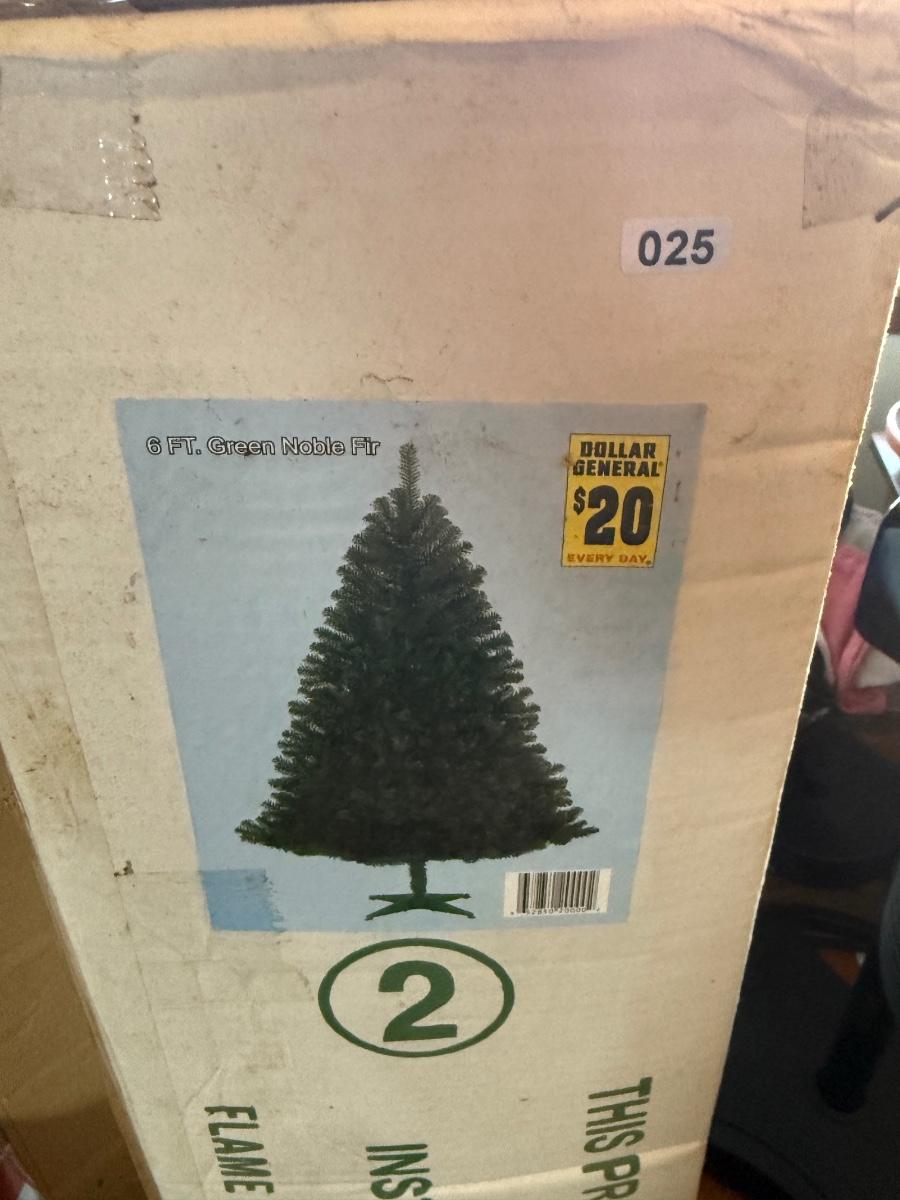 025
6 FT. Green Noble Fir
DOLLAR
GENERAL®
$20
EVERY DAY.
2
THIS PR
INS
FLAME